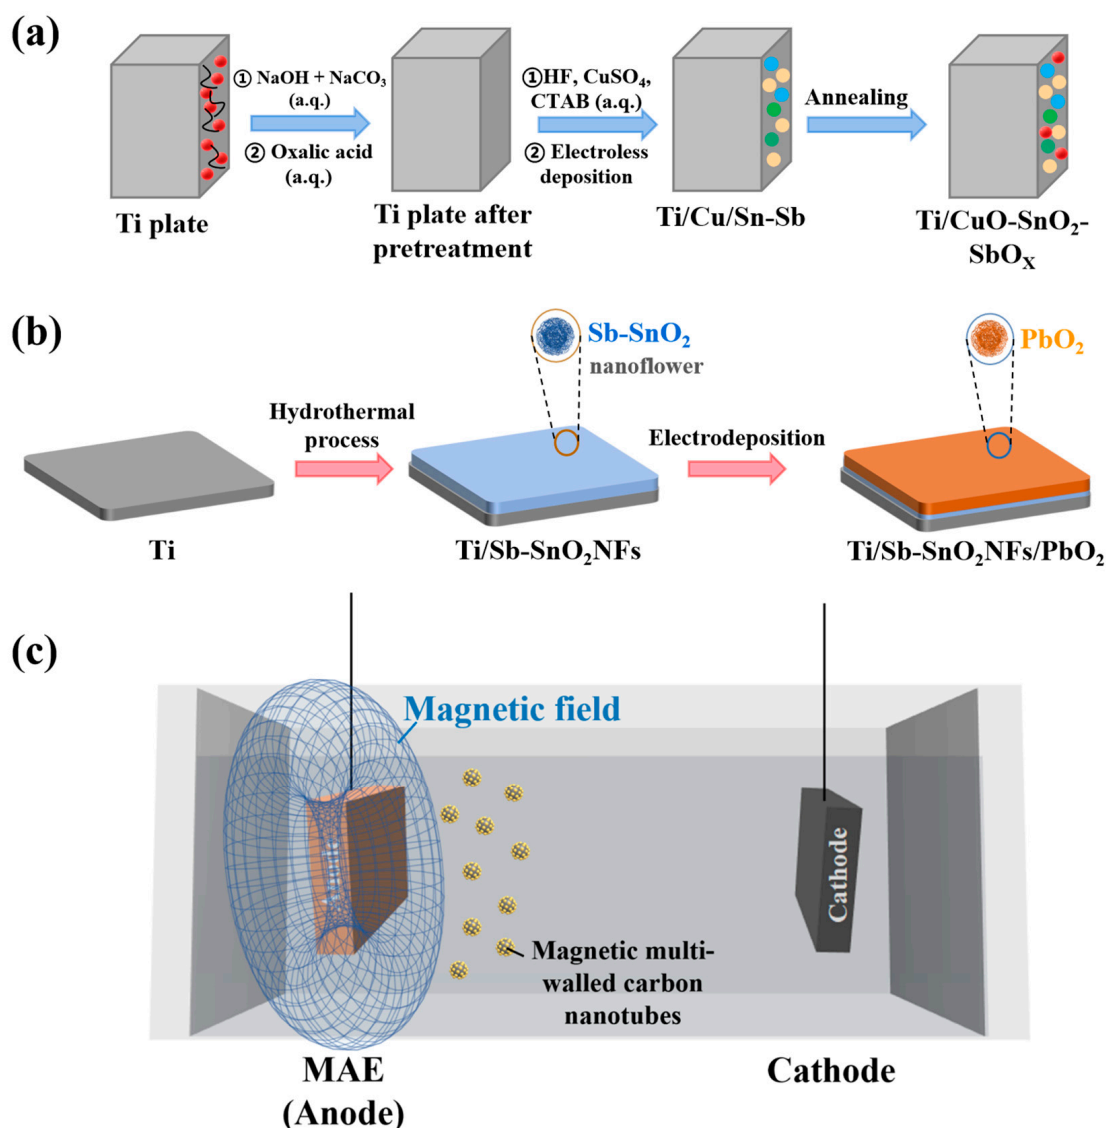 (a)
① NaOH + NaCO₃
(a.q.)
② Oxalic acid
(a.q.)
①HF, CuSO₄,
CTAB (a.q.)
② Electroless
deposition
Annealing
Ti plate
Ti plate after
pretreatment
Ti/Cu/Sn-Sb
Ti/CuO-SnO₂-
SbOX
(b)
Sb-SnO₂
nanoflower
PbO₂
Hydrothermal
process
Electrodeposition
Ti
Ti/Sb-SnO₂NFs
Ti/Sb-SnO₂NFs/PbO₂
(c)
Magnetic field
Cathode
Magnetic multi-
walled carbon
nanotubes
MAE
(Anode)
Cathode